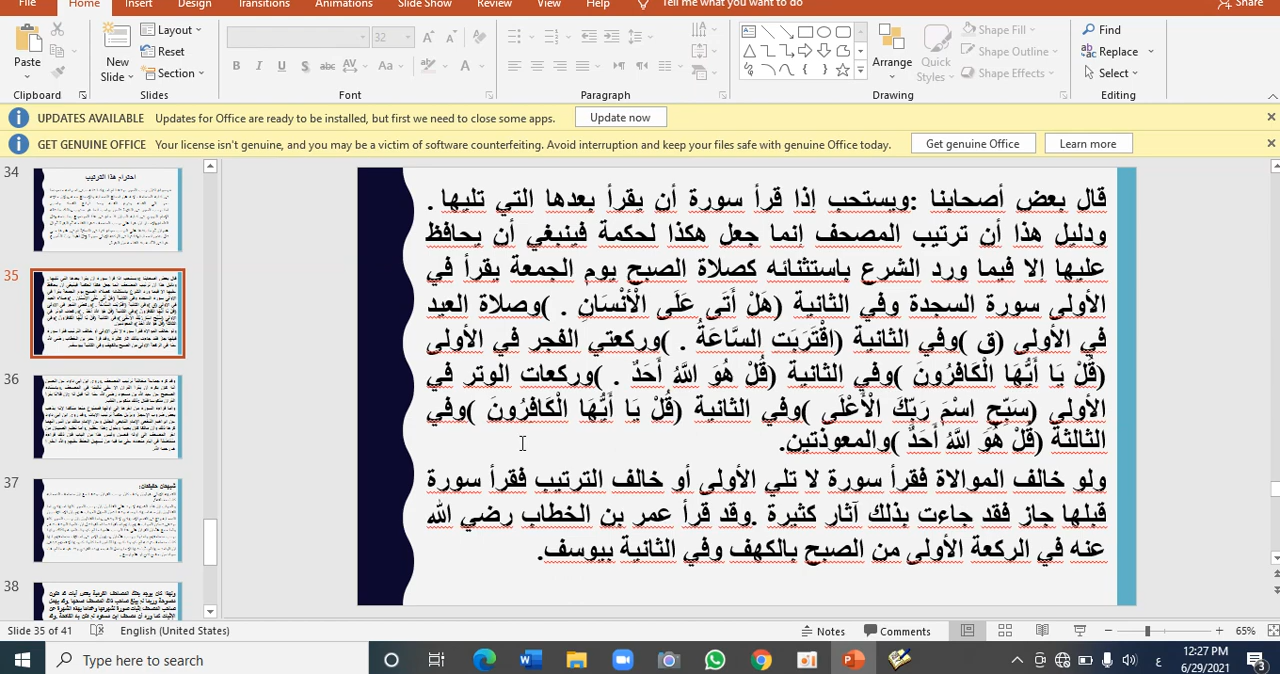 File Home Insert Design Transitions Animations Slide Show Review View Help Tell me what you want to do Share
Paste
Clipboard
New
Slide
Layout
Reset
Section
Slides
32
Font
Paragraph
Arrange
Quick
Styles
Shape Fill
Shape Outline
Shape Effects
Drawing
Find
Replace
Select
Editing
UPDATES AVAILABLE Updates for Office are ready to be installed, but first we need to close some apps. Update now
GET GENUINE OFFICE Your license isn't genuine, and you may be a victim of software counterfeiting. Avoid interruption and keep your files safe with genuine Office today. Get genuine Office Learn more
34
احترام هذا الترتيب
35
36
37
38
قال بعض أصحابنا :ويستحب إذا قرأ سورة أن يقرأ بعدها التي تليها .
ودليل هذا أن ترتيب المصحف إنما جعل هكذا لحكمة فينبغي أن يحافظ
عليها إلا فيما ورد الشرع باستثنائه كصلاة الصبح يوم الجمعة يقرأ في
الأولى سورة السجدة وفي الثانية (هَلْ أَتَى عَلَى الْأِنْسَانِ . )وصلاة العيد
في الأولى (ق )وفي الثانية (اقْتَرَبَتِ السَّاعَةُ . )وركعتي الفجر في الأولى
(قُلْ يَا أَيُّهَا الْكَافِرُونَ )وفي الثانية (قُلْ هُوَ اللَّهُ أَحَدٌ . )وركعات الوتر في
الأولى (سَبِّحِ اسْمَ رَبِّكَ الْأَعْلَى )وفي الثانية (قُلْ يَا أَيُّهَا الْكَافِرُونَ )وفي
الثالثة (قُلْ هُوَ اللَّهُ أَحَدٌ )والمعوذتين.
ولو خالف الموالاة فقرأ سورة لا تلي الأولى أو خالف الترتيب فقرأ سورة
قبلها جاز فقد جاءت بذلك آثار كثيرة .وقد قرأ عمر بن الخطاب رضي الله
عنه في الركعة الأولى من الصبح بالكهف وفي الثانية بيوسف.
Slide 35 of 41 English (United States) Notes Comments 65%
Type here to search
ع
12:27 PM
6/29/2021
3